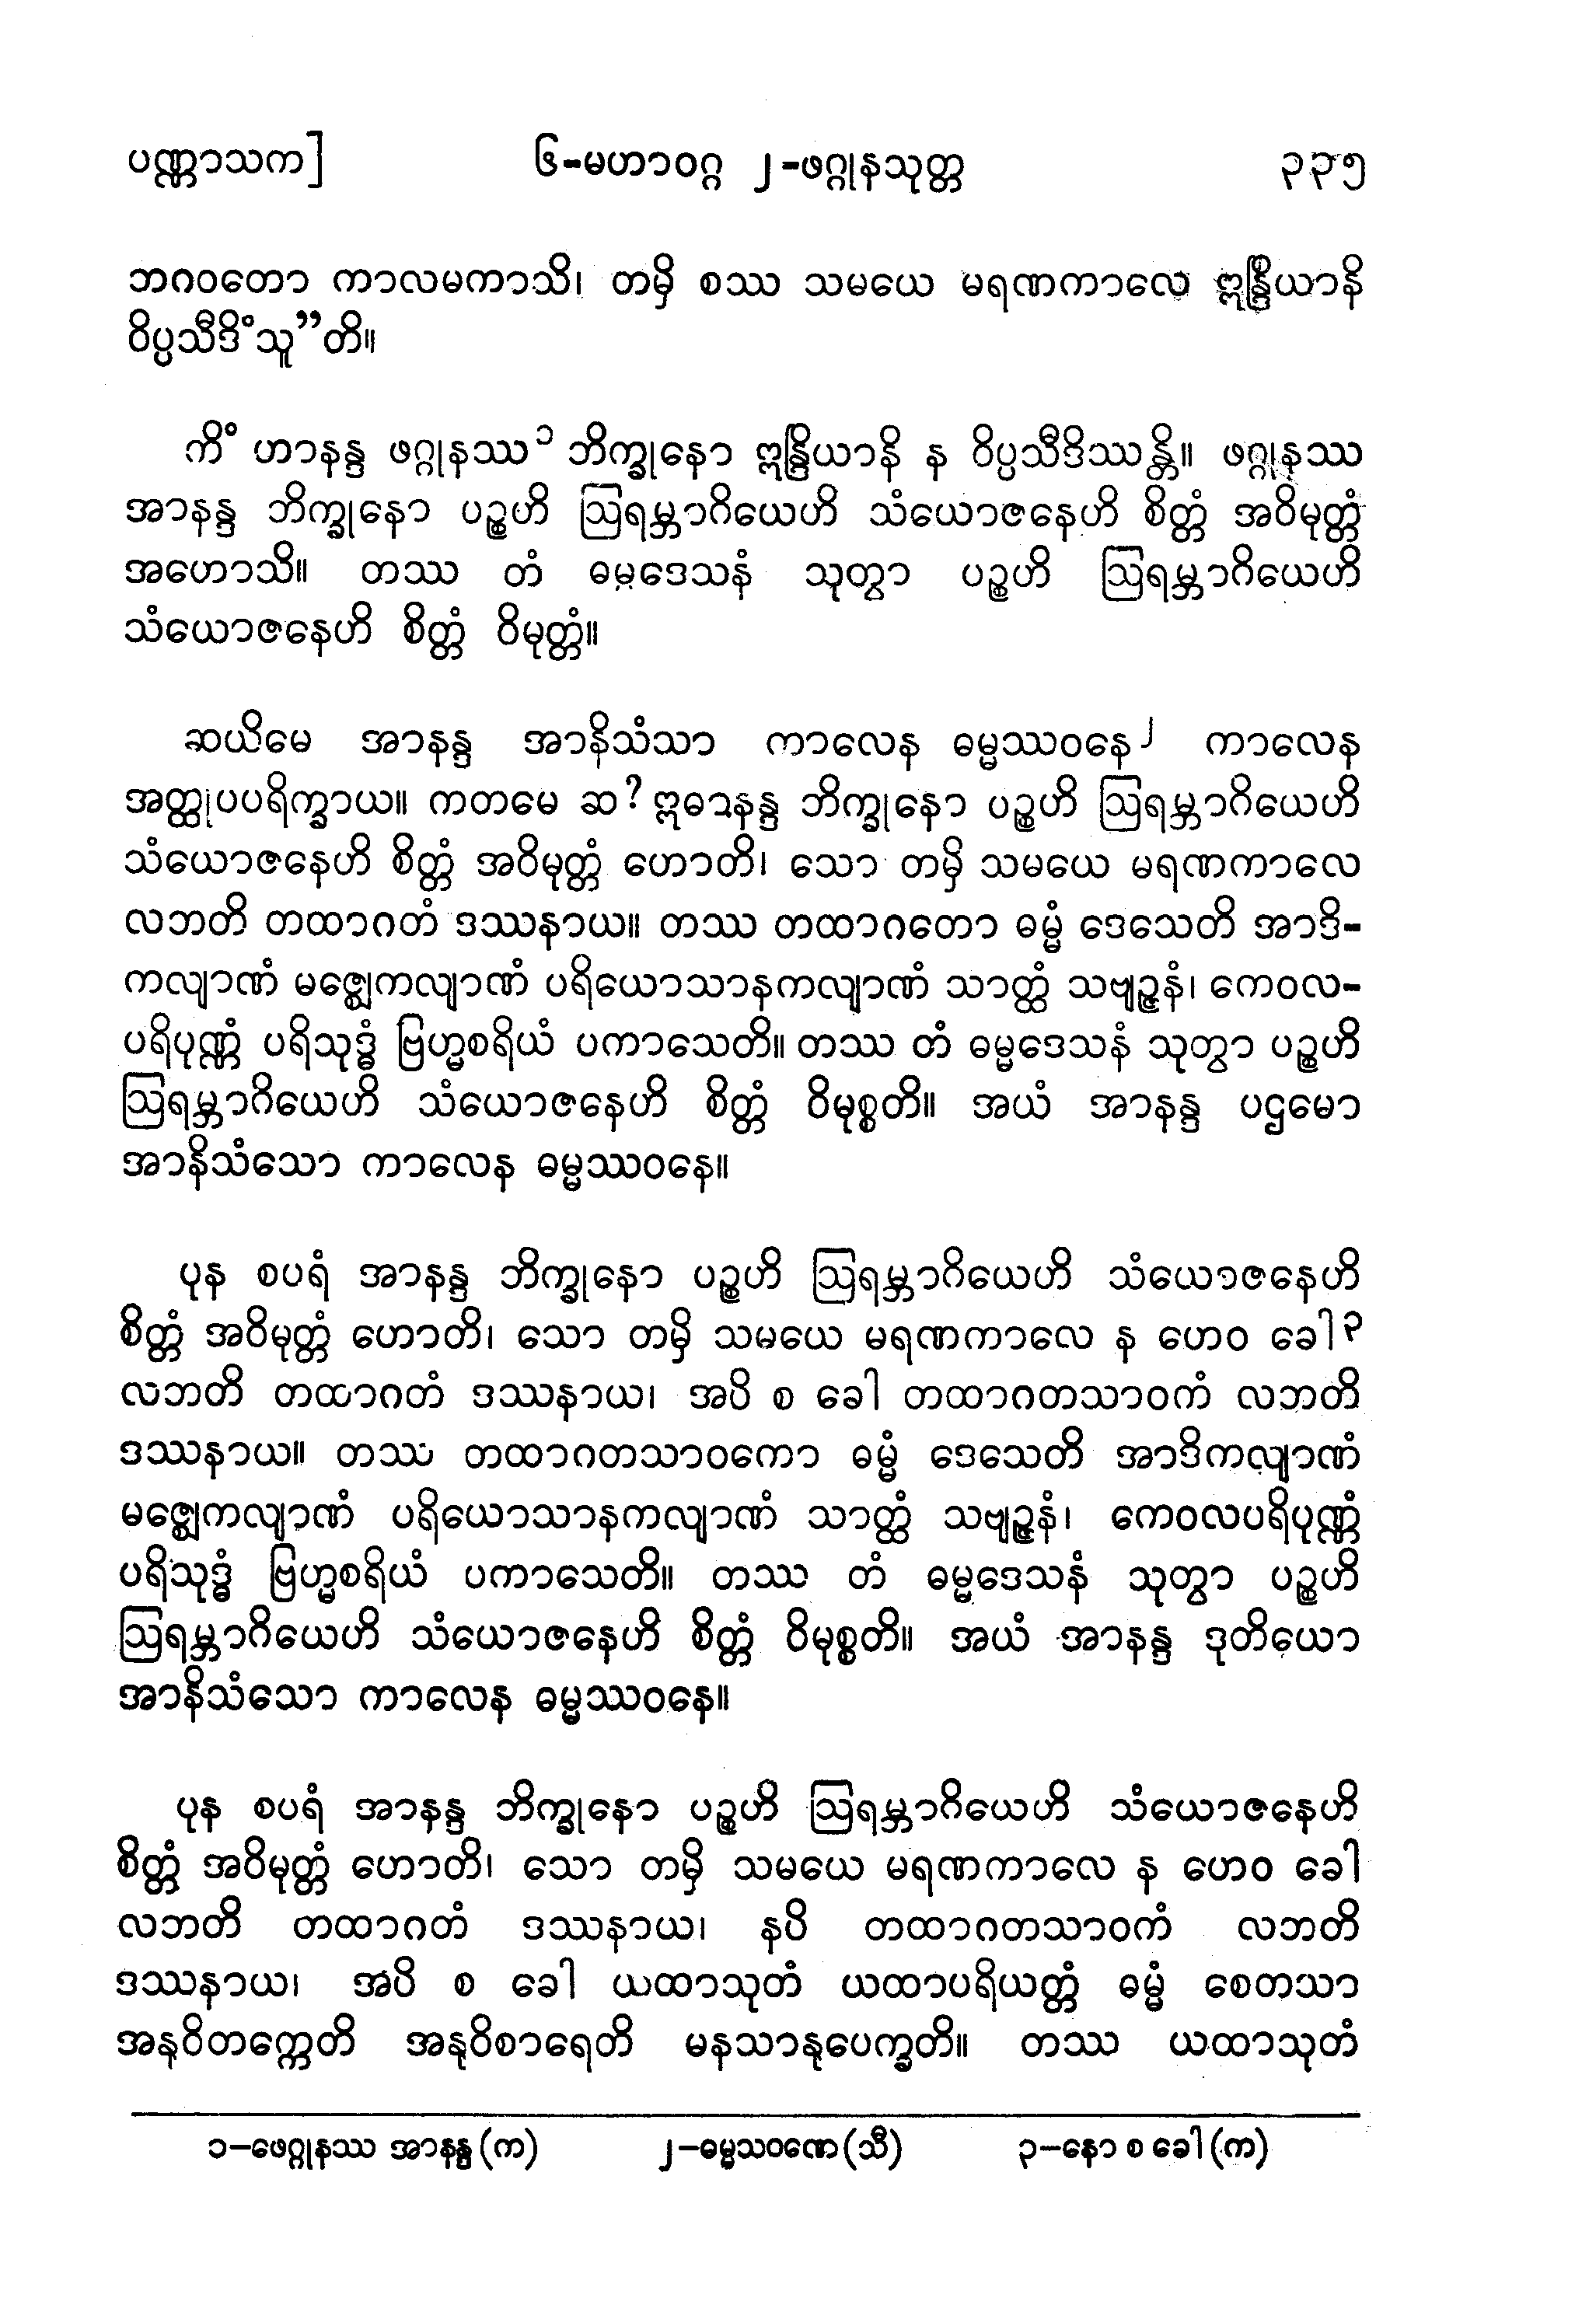 ပဏ္ဏာသက]	၆-မဟာဝဂ္ဂ ၂-ဖဂ္ဂုနသုတ္တ	၃၃၅
ဘဂဝတော ကာလမကာသိ၊ တမှိ စဿ သမယေ မရဏကာလေ ဣန္ဒြိယာနိ
ဝိပ္ပသီဒိံသူ”တိ။
ကိံ ဟာနန္ဒ ဖဂ္ဂုနဿ၁ ဘိက္ခုနော ဣန္ဒြိယာနိ န ဝိပ္ပသီဒိဿန္တိ။ ဖဂ္ဂုနဿ
အာနန္ဒ ဘိက္ခုနော ပဉ္စဟိ ဩရမ္ဘာဂိယေဟိ သံယောဇနေဟိ စိတ္တံ အဝိမုတ္တံ
အဟောသိ။ တဿ တံ ဓမ္မဒေသနံ သုတွာ ပဉ္စဟိ ဩရမ္ဘာဂိယေဟိ
သံယောဇနေဟိ စိတ္တံ ဝိမုတ္တံ။
ဆယိမေ အာနန္ဒ အာနိသံသာ ကာလေန ဓမ္မဿဝနေ၂ ကာလေန
အတ္ထုပပရိက္ခာယ။ ကတမေ ဆ? ဣဓာနန္ဒ ဘိက္ခုနော ပဉ္စဟိ ဩရမ္ဘာဂိယေဟိ
သံယောဇနေဟိ စိတ္တံ အဝိမုတ္တံ ဟောတိ၊ သော တမှိ သမယေ မရဏကာလေ
လဘတိ တထာဂတံ ဒဿနာယ။ တဿ တထာဂတော ဓမ္မံ ဒေသေတိ အာဒိ-
ကလျာဏံ မဇ္ဈေကလျာဏံ ပရိယောသာနကလျာဏံ သာတ္ထံ သဗျဉ္ဇနံ၊ ကေဝလ-
ပရိပုဏ္ဏံ ပရိသုဒ္ဓံ ဗြဟ္မစရိယံ ပကာသေတိ။ တဿ တံ ဓမ္မဒေသနံ သုတွာ ပဉ္စဟိ
ဩရမ္ဘာဂိယေဟိ သံယောဇနေဟိ စိတ္တံ ဝိမုစ္စတိ။ အယံ အာနန္ဒ ပဌမော
အာနိသံသော ကာလေန ဓမ္မဿဝနေ။
ပုန စပရံ အာနန္ဒ ဘိက္ခုနော ပဉ္စဟိ ဩရမ္ဘာဂိယေဟိ သံယောဇနေဟိ
စိတ္တံ အဝိမုတ္တံ ဟောတိ၊ သော တမှိ သမယေ မရဏကာလေ န ဟေဝ ခေါ၃
လဘတိ တထာဂတံ ဒဿနာယ၊ အပိ စ ခေါ တထာဂတသာဝကံ လဘတိ
ဒဿနာယ။ တဿ တထာဂတသာဝကော ဓမ္မံ ဒေသေတိ အာဒိကလျာဏံ
မဇ္ဈေကလျာဏံ ပရိယောသာနကလျာဏံ သာတ္ထံ သဗျဉ္ဇနံ၊ ကေဝလပရိပုဏ္ဏံ
ပရိသုဒ္ဓံ ဗြဟ္မစရိယံ ပကာသေတိ။ တဿ တံ ဓမ္မဒေသနံ သုတွာ ပဉ္စဟိ
ဩရမ္ဘာဂိယေဟိ သံယောဇနေဟိ စိတ္တံ ဝိမုစ္စတိ။ အယံ အာနန္ဒ ဒုတိယော
အာနိသံသော ကာလေန ဓမ္မဿဝနေ။
ပုန စပရံ အာနန္ဒ ဘိက္ခုနော ပဉ္စဟိ ဩရမ္ဘာဂိယေဟိ သံယောဇနေဟိ
စိတ္တံ အဝိမုတ္တံ ဟောတိ၊ သော တမှိ သမယေ မရဏကာလေ န ဟေဝ ခေါ
လဘတိ တထာဂတံ ဒဿနာယ၊ နပိ တထာဂတသာဝကံ လဘတိ
ဒဿနာယ၊ အပိ စ ခေါ ယထာသုတံ ယထာပရိယတ္တံ ဓမ္မံ စေတသာ
အနုဝိတက္ကေတိ အနုဝိစာရေတိ မနသာနုပေက္ခတိ။ တဿ ယထာသုတံ
၁-ဖေဂ္ဂုနဿ အာနန္ဒ (က)	၂-ဓမ္မသဝဏေ (သီ)	၃-နော စ ခေါ (က)